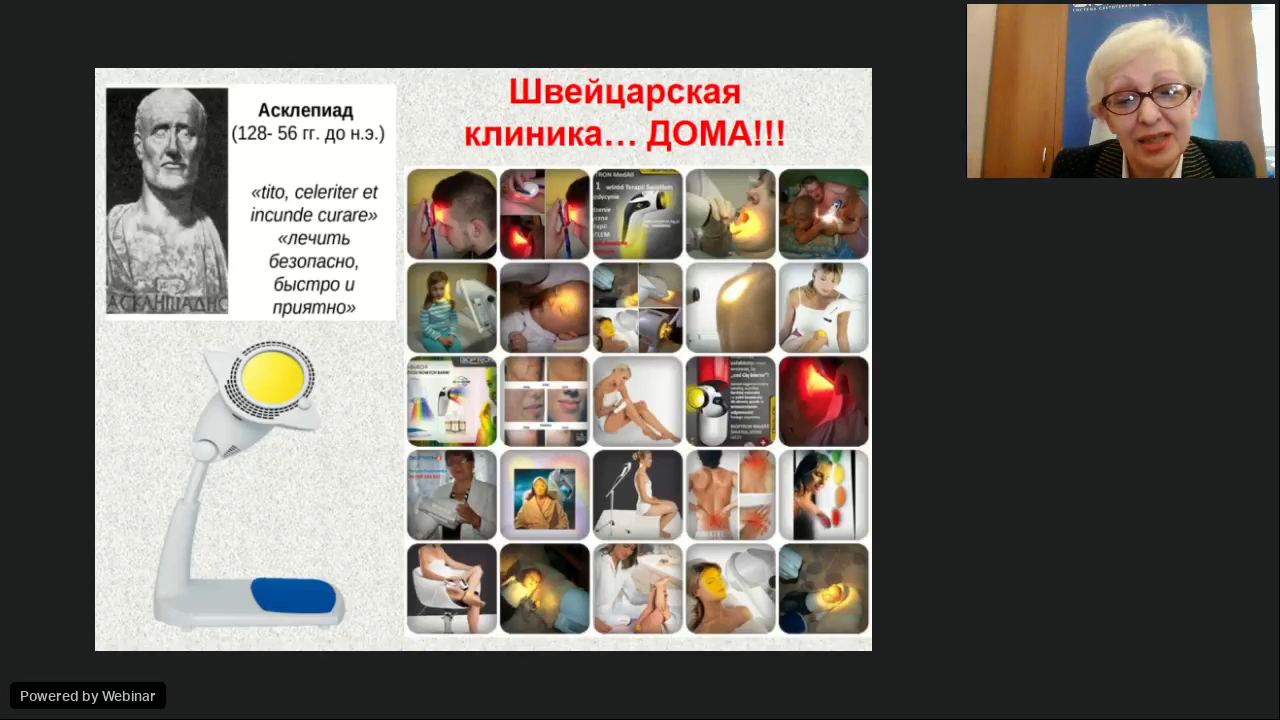 Асклепиад
(128- 56 гг. до н.э.)
«tito, celeriter et
incunde curare»
«лечить
безопасно,
быстро и
приятно»
Швейцарская
клиника… ДОМА!!!
Powered by Webinar